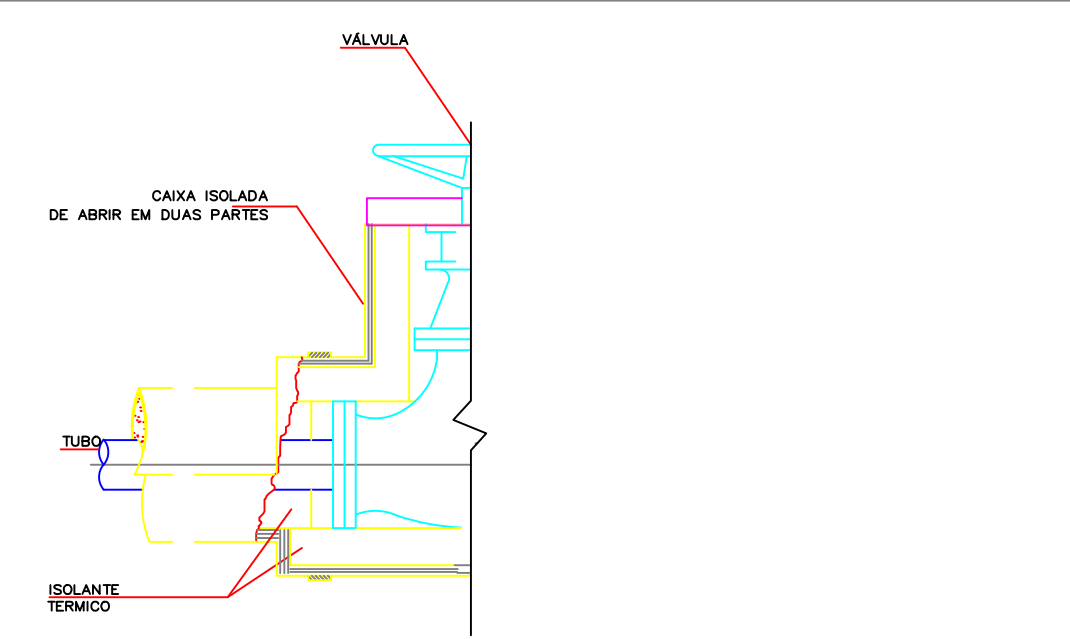 VÁLVULA
CAIXA ISOLADA
DE ABRIR EM DUAS PARTES
TUBO
ISOLANTE
TERMICO